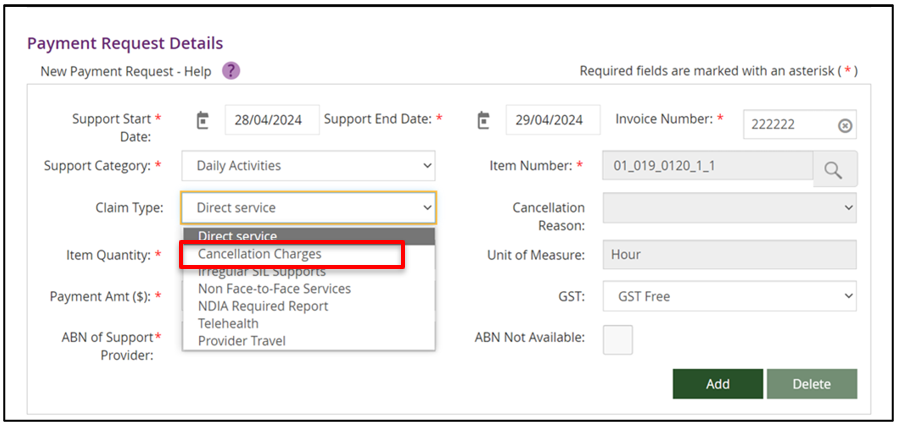 Payment Request Details
New Payment Request - Help ?
Required fields are marked with an asterisk ( * )
Support Start * Date: 28/04/2024 Support End Date: * 29/04/2024 Invoice Number: * 222222
Support Category: * Daily Activities Item Number: * 01_019_0120_1_1
Claim Type: Direct service Cancellation Reason:
Direct service
Cancellation Charges
Irregular SIL Supports
Non Face-to-Face Services
NDIA Required Report
Telehealth
Provider Travel
Item Quantity: * Unit of Measure: Hour
Payment Amt ($): * GST: GST Free
ABN of Support * Provider: ABN Not Available:
Add Delete